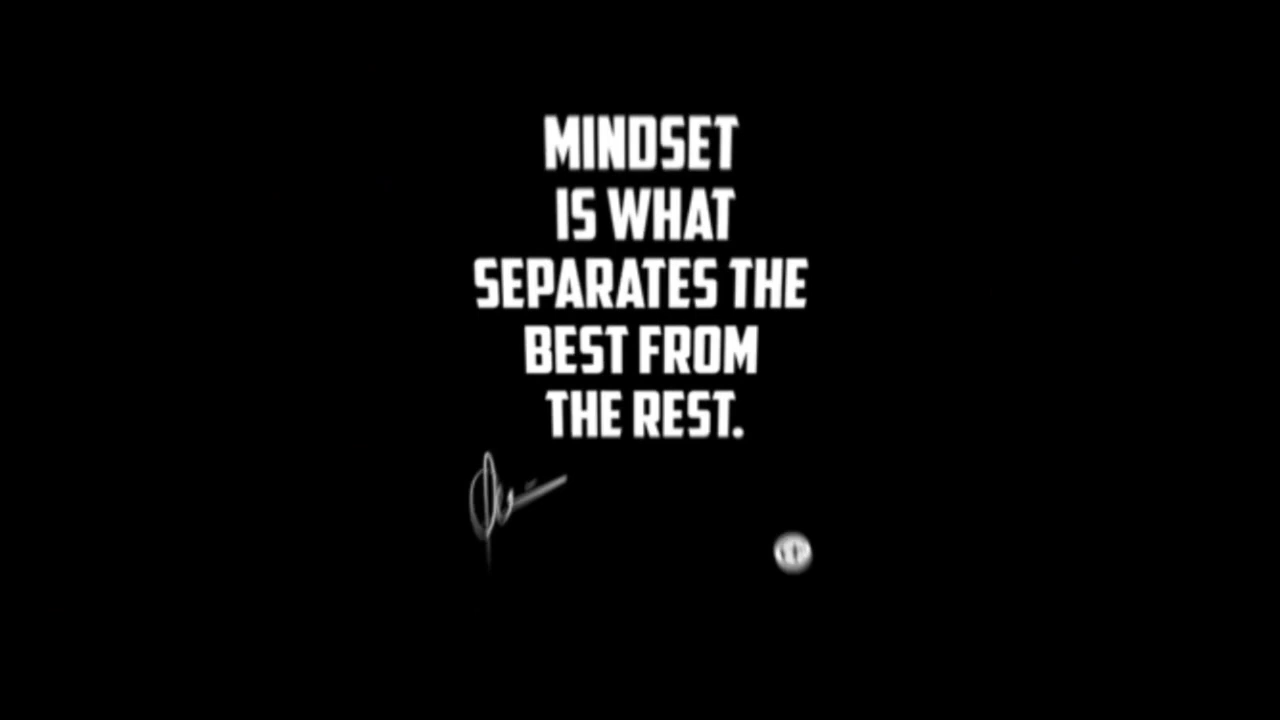 MINDSET
IS WHAT
SEPARATES THE
BEST FROM
THE REST.